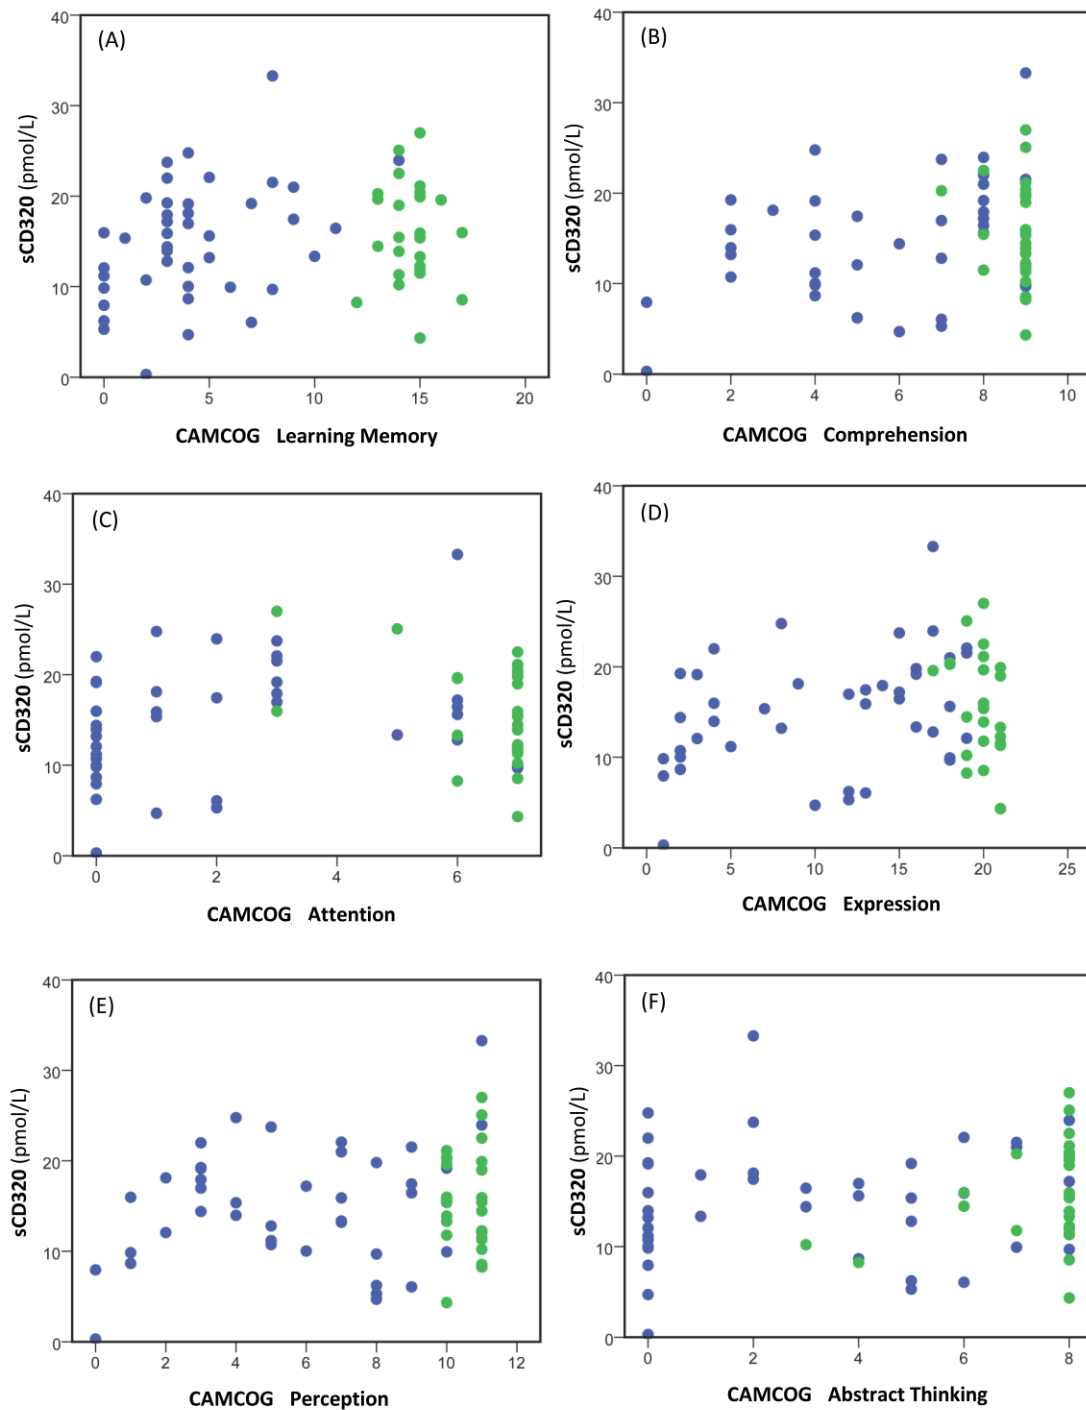 (A)
40
30
20
10
0
sCD320 (pmol/L)
0 5 10 15 20
CAMCOG Learning Memory
(B)
40
30
20
10
0
sCD320 (pmol/L)
0 2 4 6 8 10
CAMCOG Comprehension
(C)
40
30
20
10
0
sCD320 (pmol/L)
0 2 4 6
CAMCOG Attention
(D)
40
30
20
10
0
sCD320 (pmol/L)
0 5 10 15 20 25
CAMCOG Expression
(E)
40
30
20
10
0
sCD320 (pmol/L)
0 2 4 6 8 10 12
CAMCOG Perception
(F)
40
30
20
10
0
sCD320 (pmol/L)
0 2 4 6 8
CAMCOG Abstract Thinking